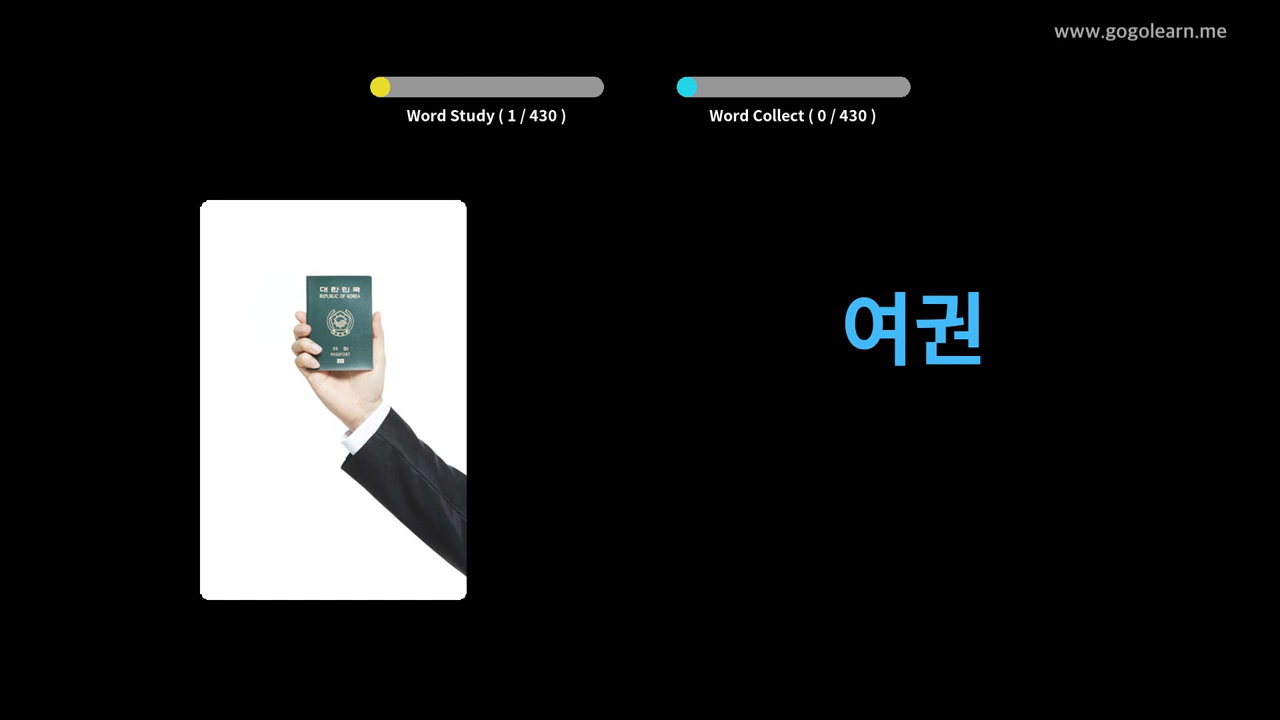 www.gogolearn.me
Word Study ( 1 / 430 )
Word Collect ( 0 / 430 )
대한민국
REPUBLIC OF KOREA
여권
PASSPORT
여권